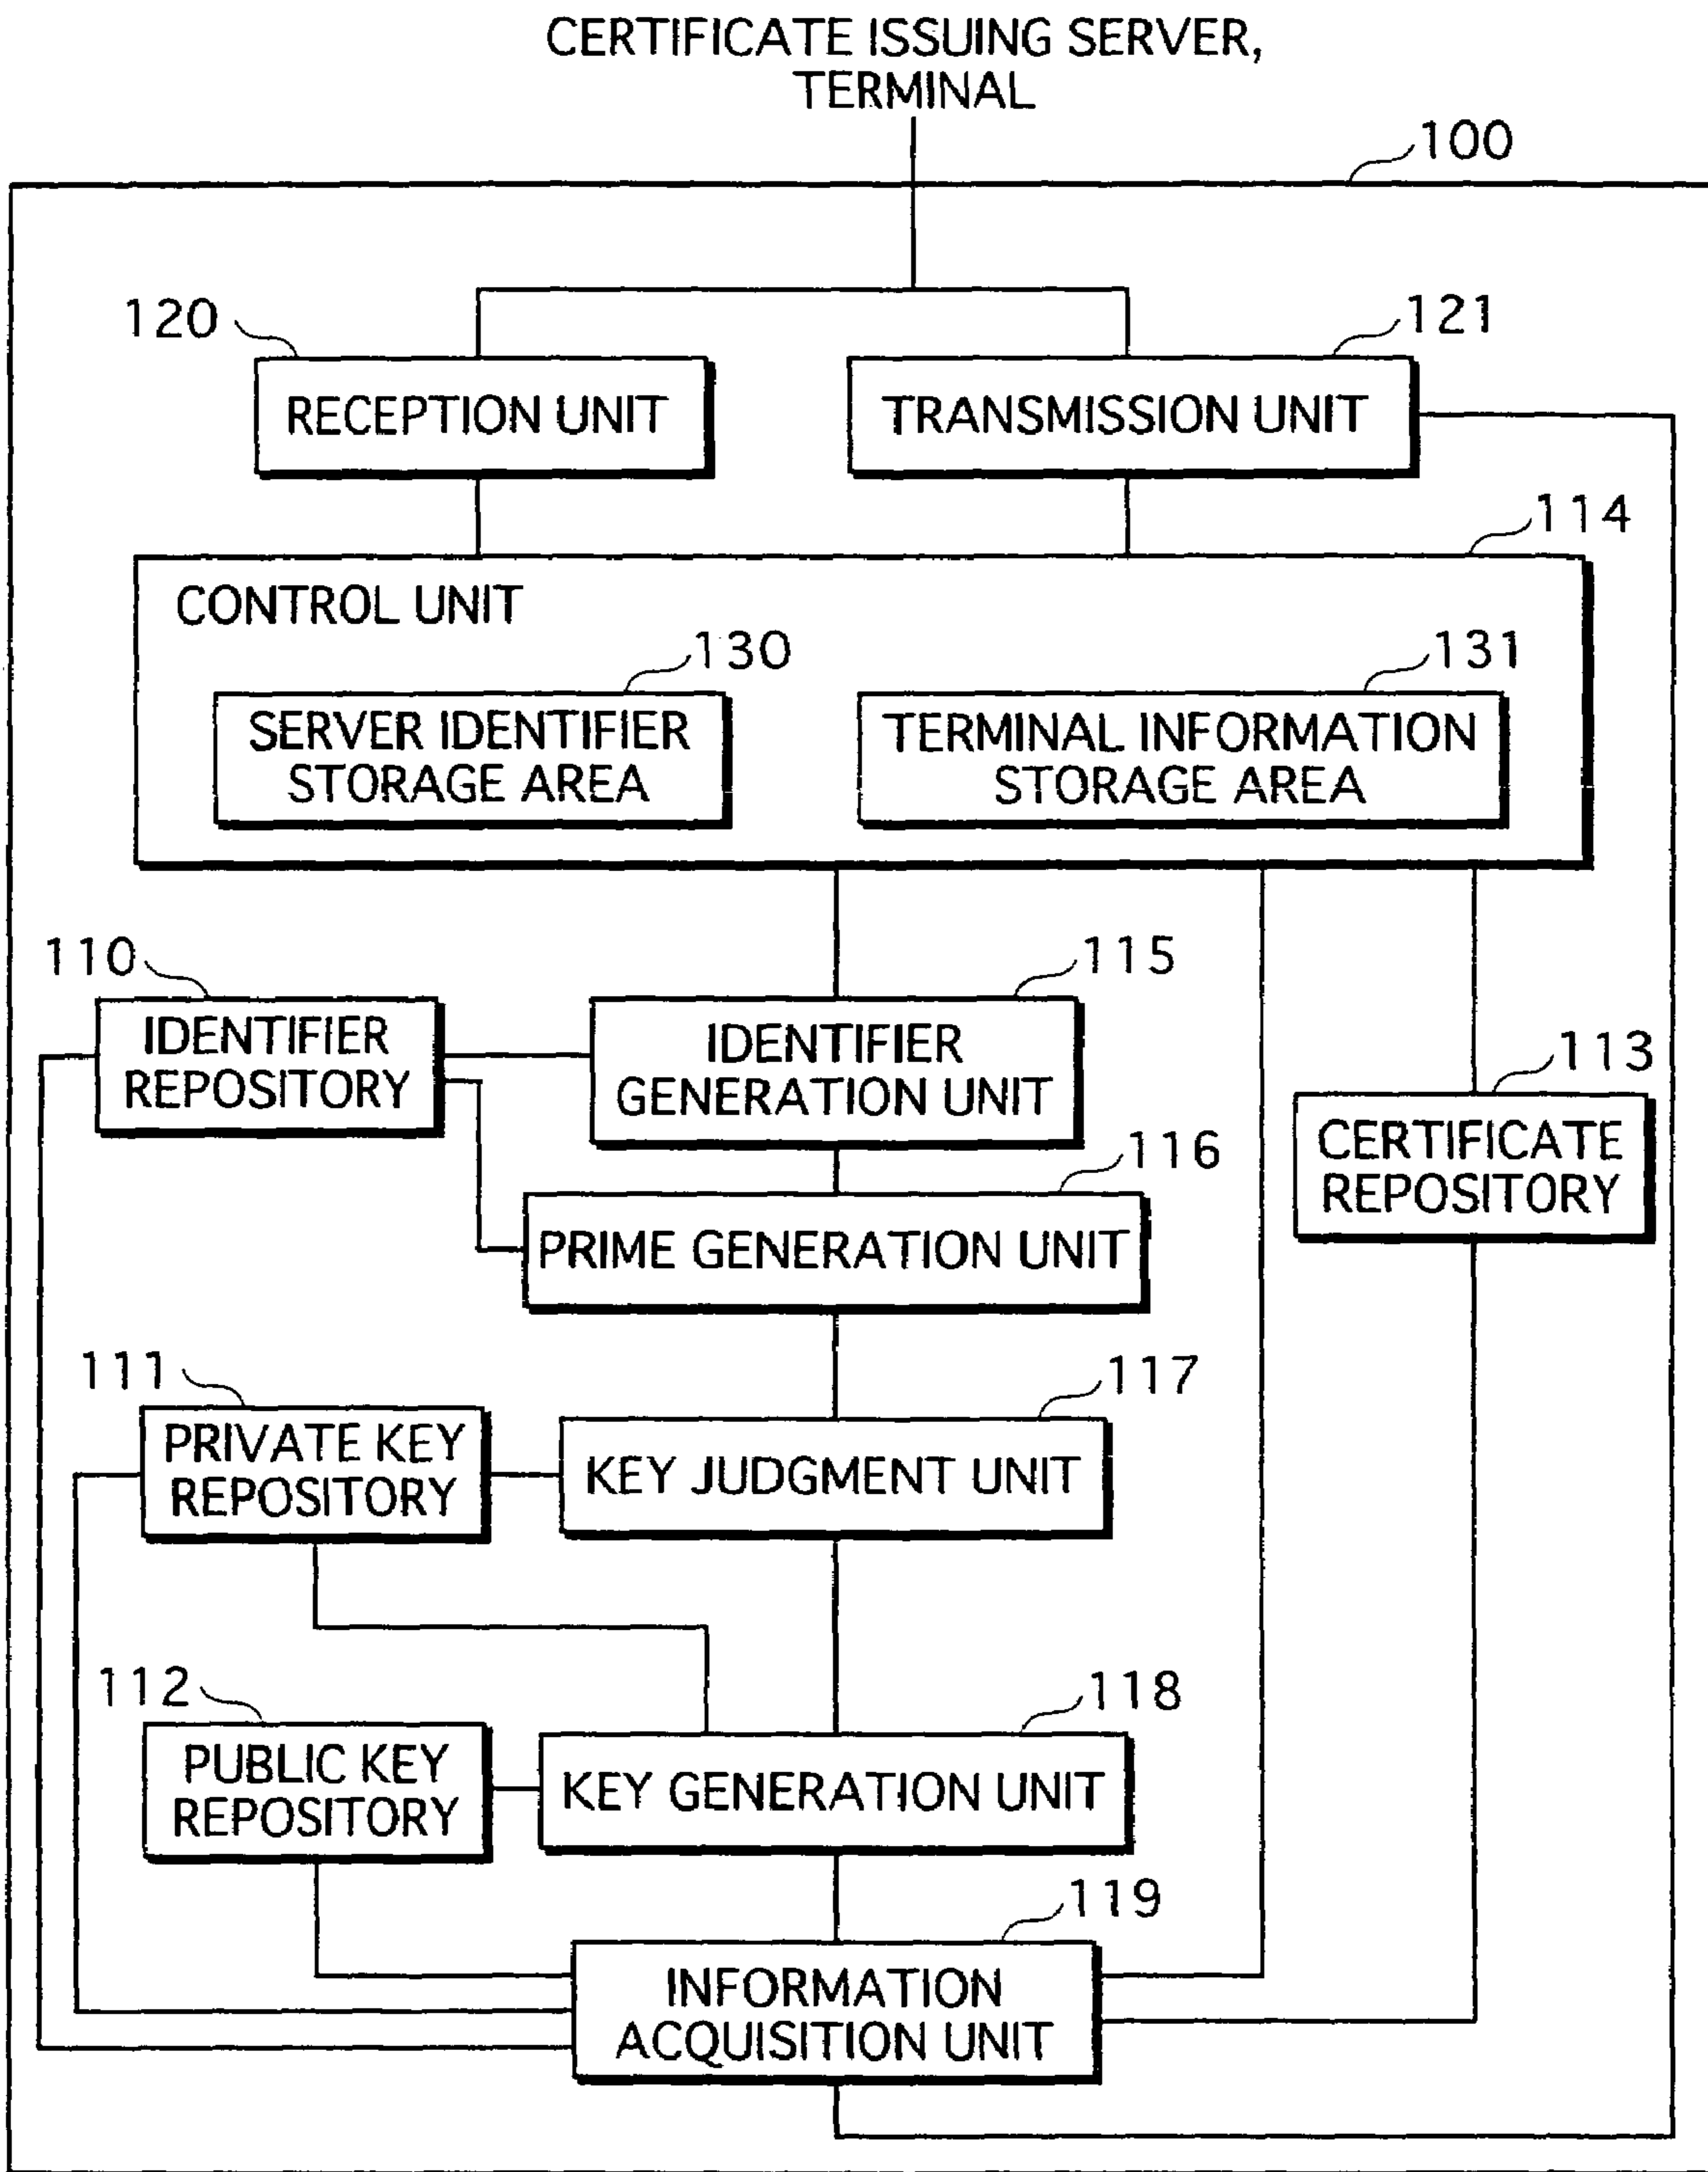 CERTIFICATE ISSUING SERVER,
TERMINAL
100
120
121
RECEPTION UNIT
TRANSMISSION UNIT
114
CONTROL UNIT
130
131
SERVER IDENTIFIER
STORAGE AREA
TERMINAL INFORMATION
STORAGE AREA
110
115
IDENTIFIER
REPOSITORY
IDENTIFIER
GENERATION UNIT
113
CERTIFICATE
REPOSITORY
116
PRIME GENERATION UNIT
111
117
PRIVATE KEY
REPOSITORY
KEY JUDGMENT UNIT
112
118
PUBLIC KEY
REPOSITORY
KEY GENERATION UNIT
119
INFORMATION
ACQUISITION UNIT